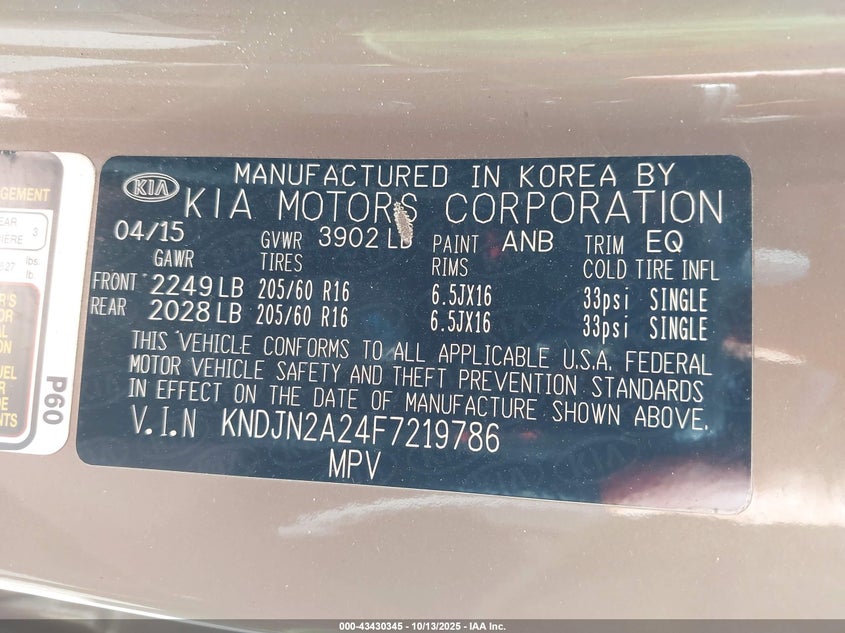 AGEMENT
3
lbs.
lb.
P60
KIA
MANUFACTURED IN KOREA BY
KIA MOTORS CORPORATION
04/15 GVWR 3902 LB PAINT ANB TRIM EQ
GAWR TIRES RIMS COLD TIRE INFL
FRONT 2249 LB 205/60 R16 6.5JX16 33psi SINGLE
REAR 2028 LB 205/60 R16 6.5JX16 33psi SINGLE
THIS VEHICLE CONFORMS TO ALL APPLICABLE U.S.A. FEDERAL
MOTOR VEHICLE SAFETY AND THEFT PREVENTION STANDARDS
IN EFFECT ON THE DATE OF MANUFACTURE SHOWN ABOVE.
V.I.N KNDJN2A24F7219786
MPV
000-43430345 | 10/13/2025 - IAA Inc.